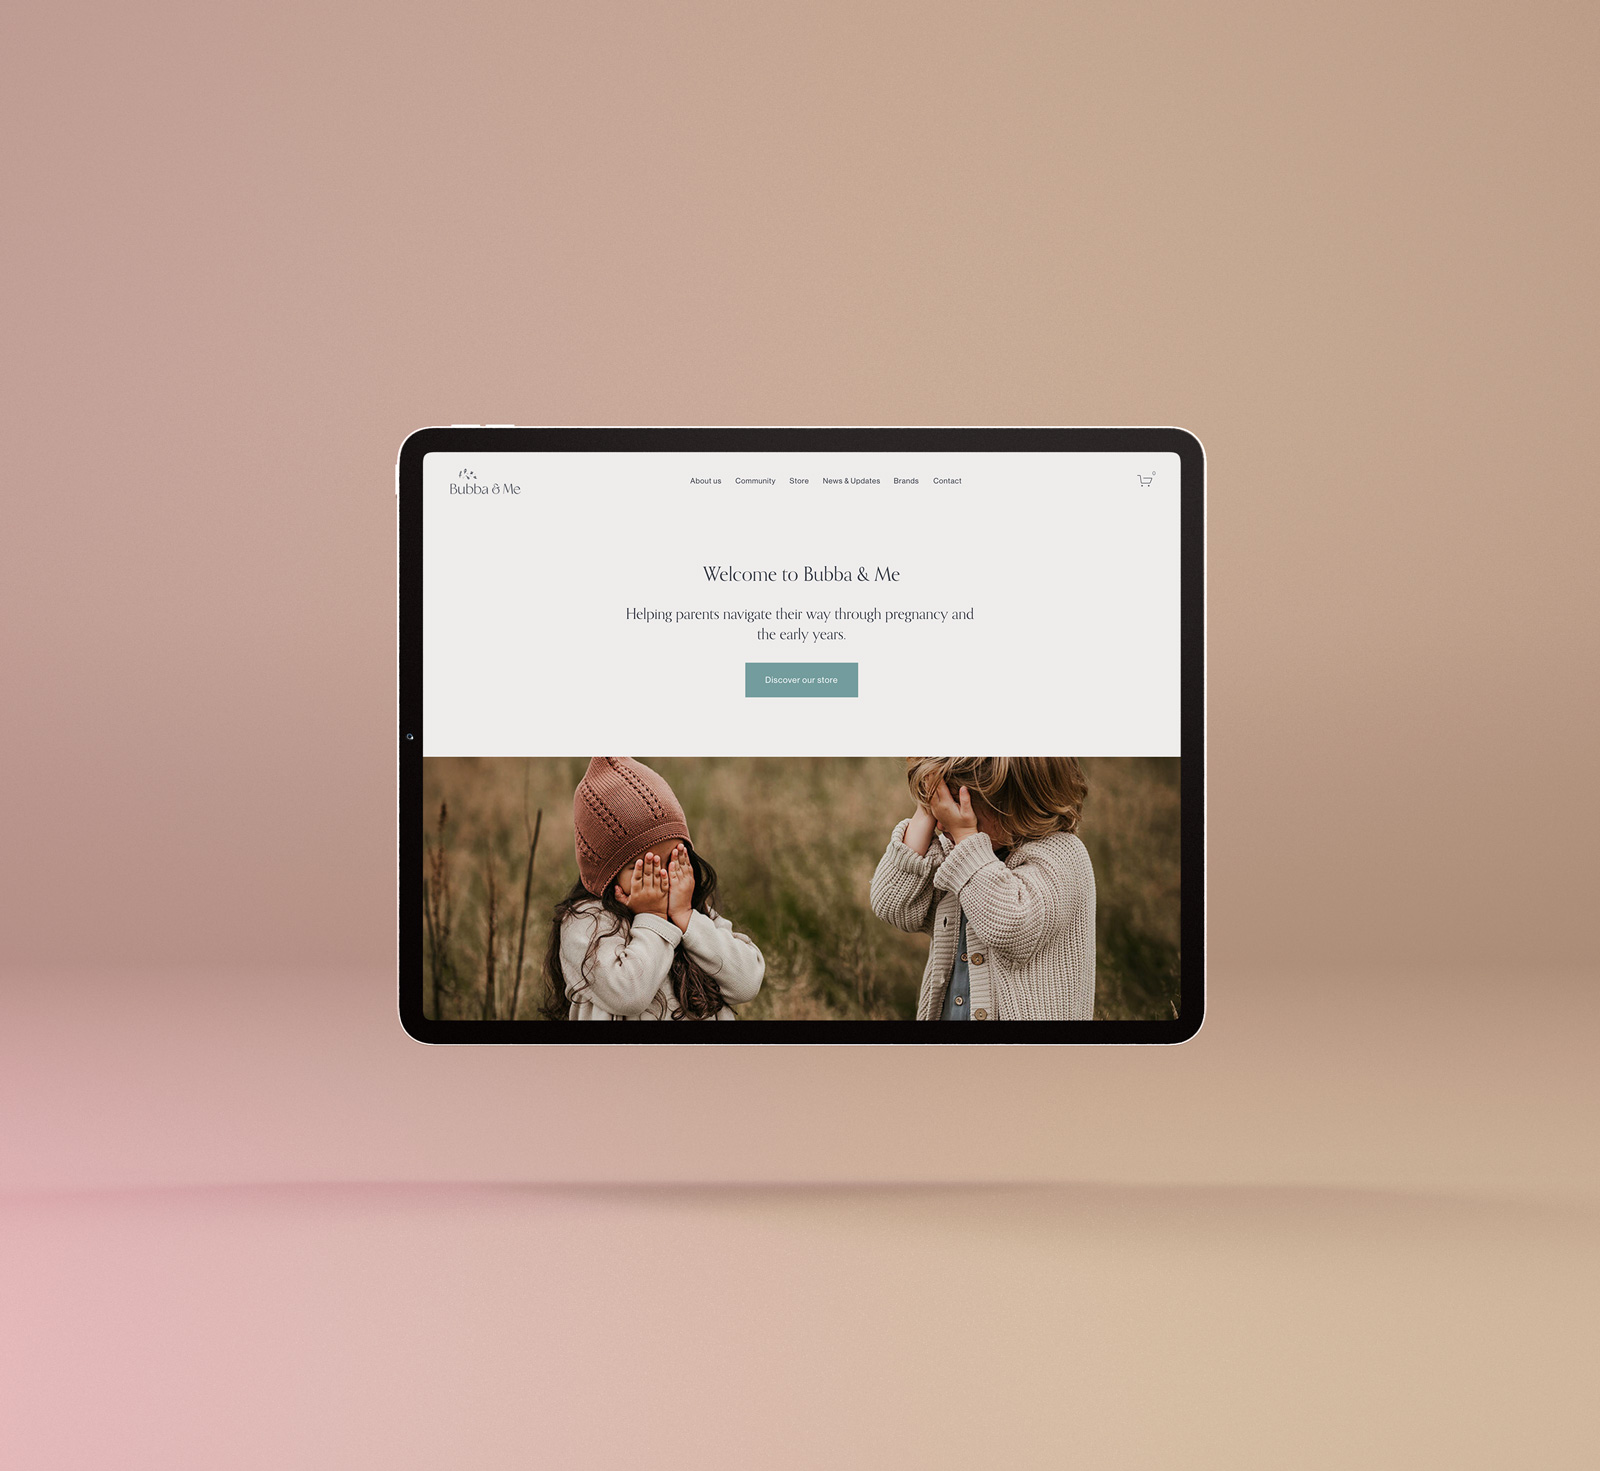 Bubba & Me
About us Community Store News & Updates Brands Contact
0
Welcome to Bubba & Me
Helping parents navigate their way through pregnancy and
the early years.
Discover our store